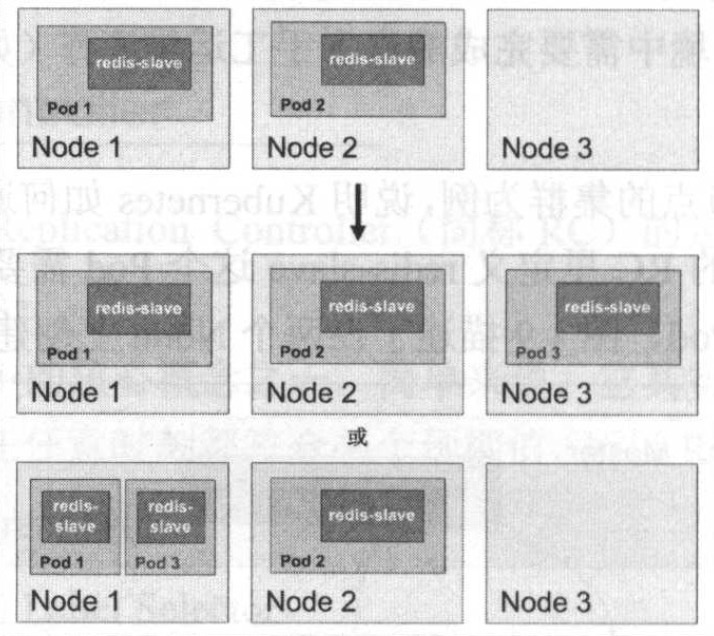 redis-slave
redis-slave
Pod 1
Pod 2
Node 1
Node 2
Node 3
redis-slave
redis-slave
redis-slave
Pod 1
Pod 2
Pod 3
Node 1
Node 2
Node 3
或
redis-
slave
redis-
slave
redis-slave
Pod 1
Pod 3
Pod 2
Node 1
Node 2
Node 3